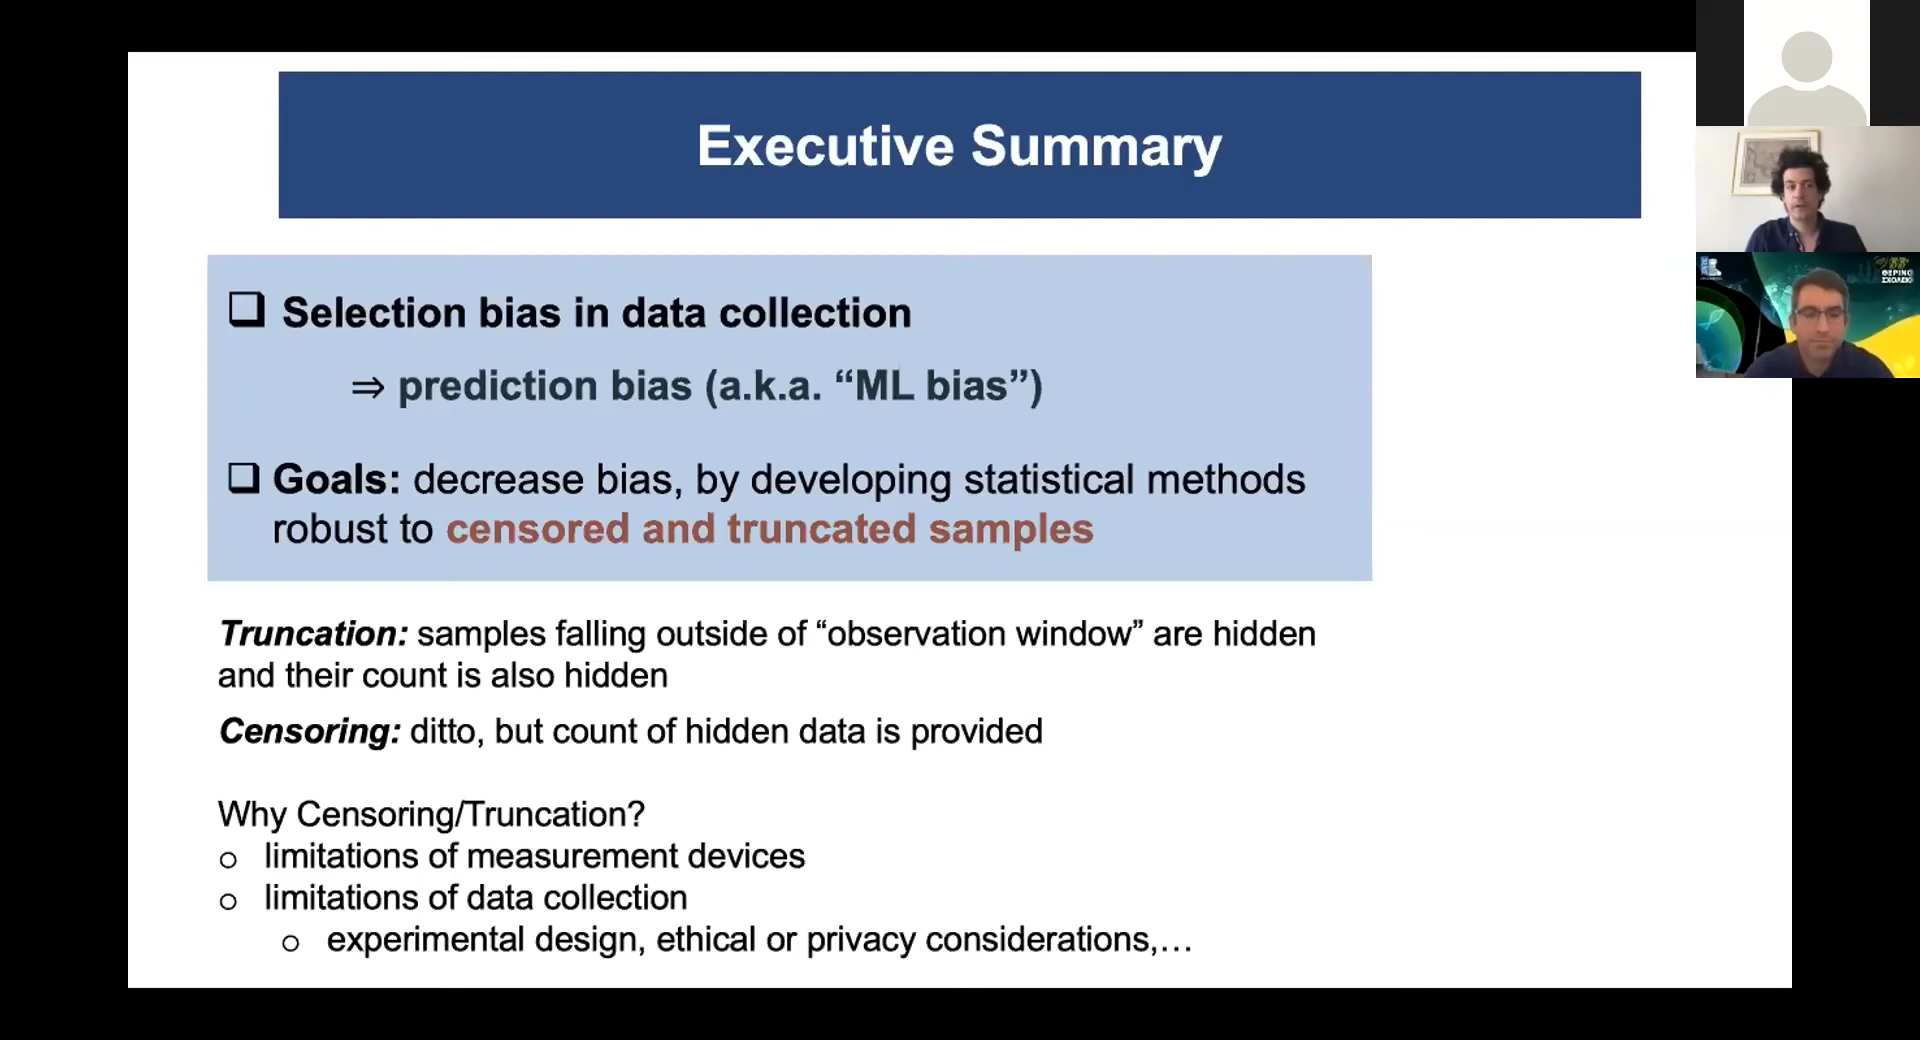 Executive Summary
Selection bias in data collection
⇒ prediction bias (a.k.a. “ML bias”)
Goals: decrease bias, by developing statistical methods
robust to censored and truncated samples
Truncation: samples falling outside of “observation window” are hidden
and their count is also hidden
Censoring: ditto, but count of hidden data is provided
Why Censoring/Truncation?
o limitations of measurement devices
o limitations of data collection
o experimental design, ethical or privacy considerations,…
ΘΕΡΙΝΟ
ΣΧΟΛΕΙΟ